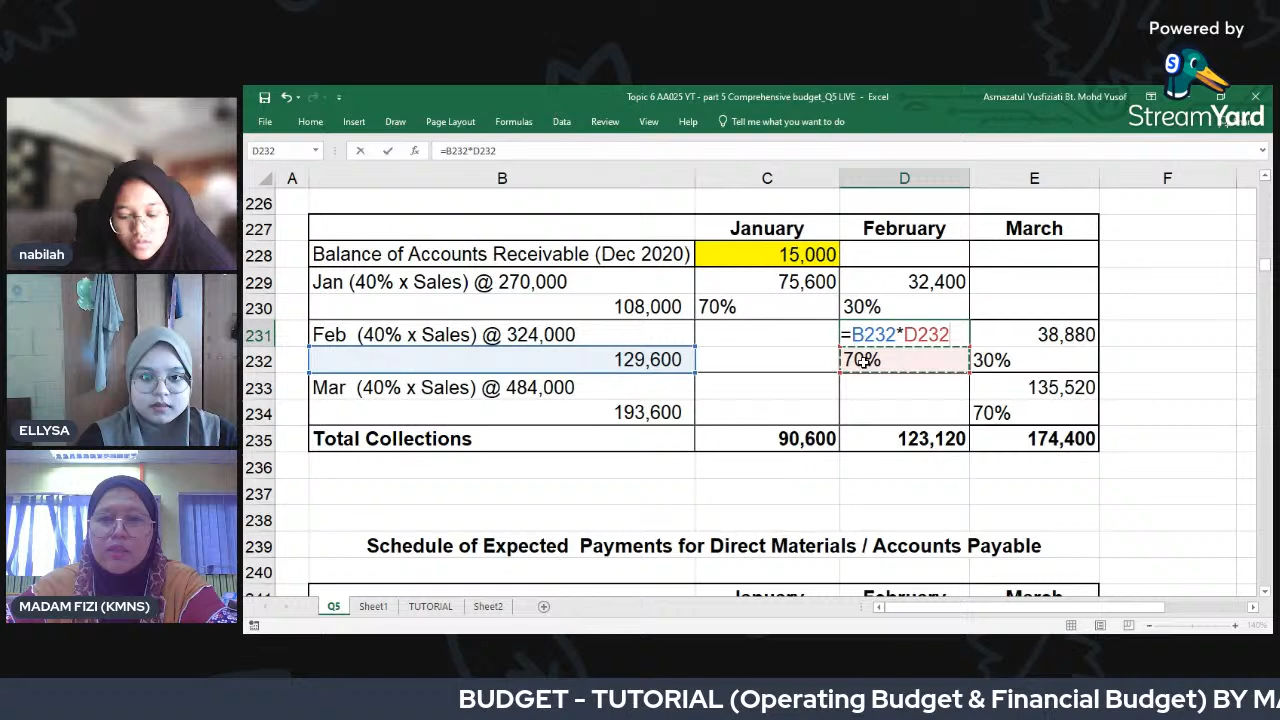 Powered by
StreamYard
Topic 6 AA025 YT - part 5 Comprehensive budget_Q5 LIVE - Excel
Asmazatul Yusfiziati Bt. Mohd Yusof
File Home Insert Draw Page Layout Formulas Data Review View Help Tell me what you want to do
D232 fx =B232*D232
A B C D E F
226
227 January February March
228 Balance of Accounts Receivable (Dec 2020) 15,000
229 Jan (40% x Sales) @ 270,000 75,600 32,400
230 108,000 70% 30%
231 Feb (40% x Sales) @ 324,000 =B232*D232 38,880
232 129,600 70% 30%
233 Mar (40% x Sales) @ 484,000 135,520
234 193,600 70%
235 Total Collections 90,600 123,120 174,400
236
237
238
239 Schedule of Expected Payments for Direct Materials / Accounts Payable
240
241 January February March
Q5 Sheet1 TUTORIAL Sheet2
140%
nabilah
ELLYSA
MADAM FIZI (KMNS)
BUDGET - TUTORIAL (Operating Budget & Financial Budget) BY